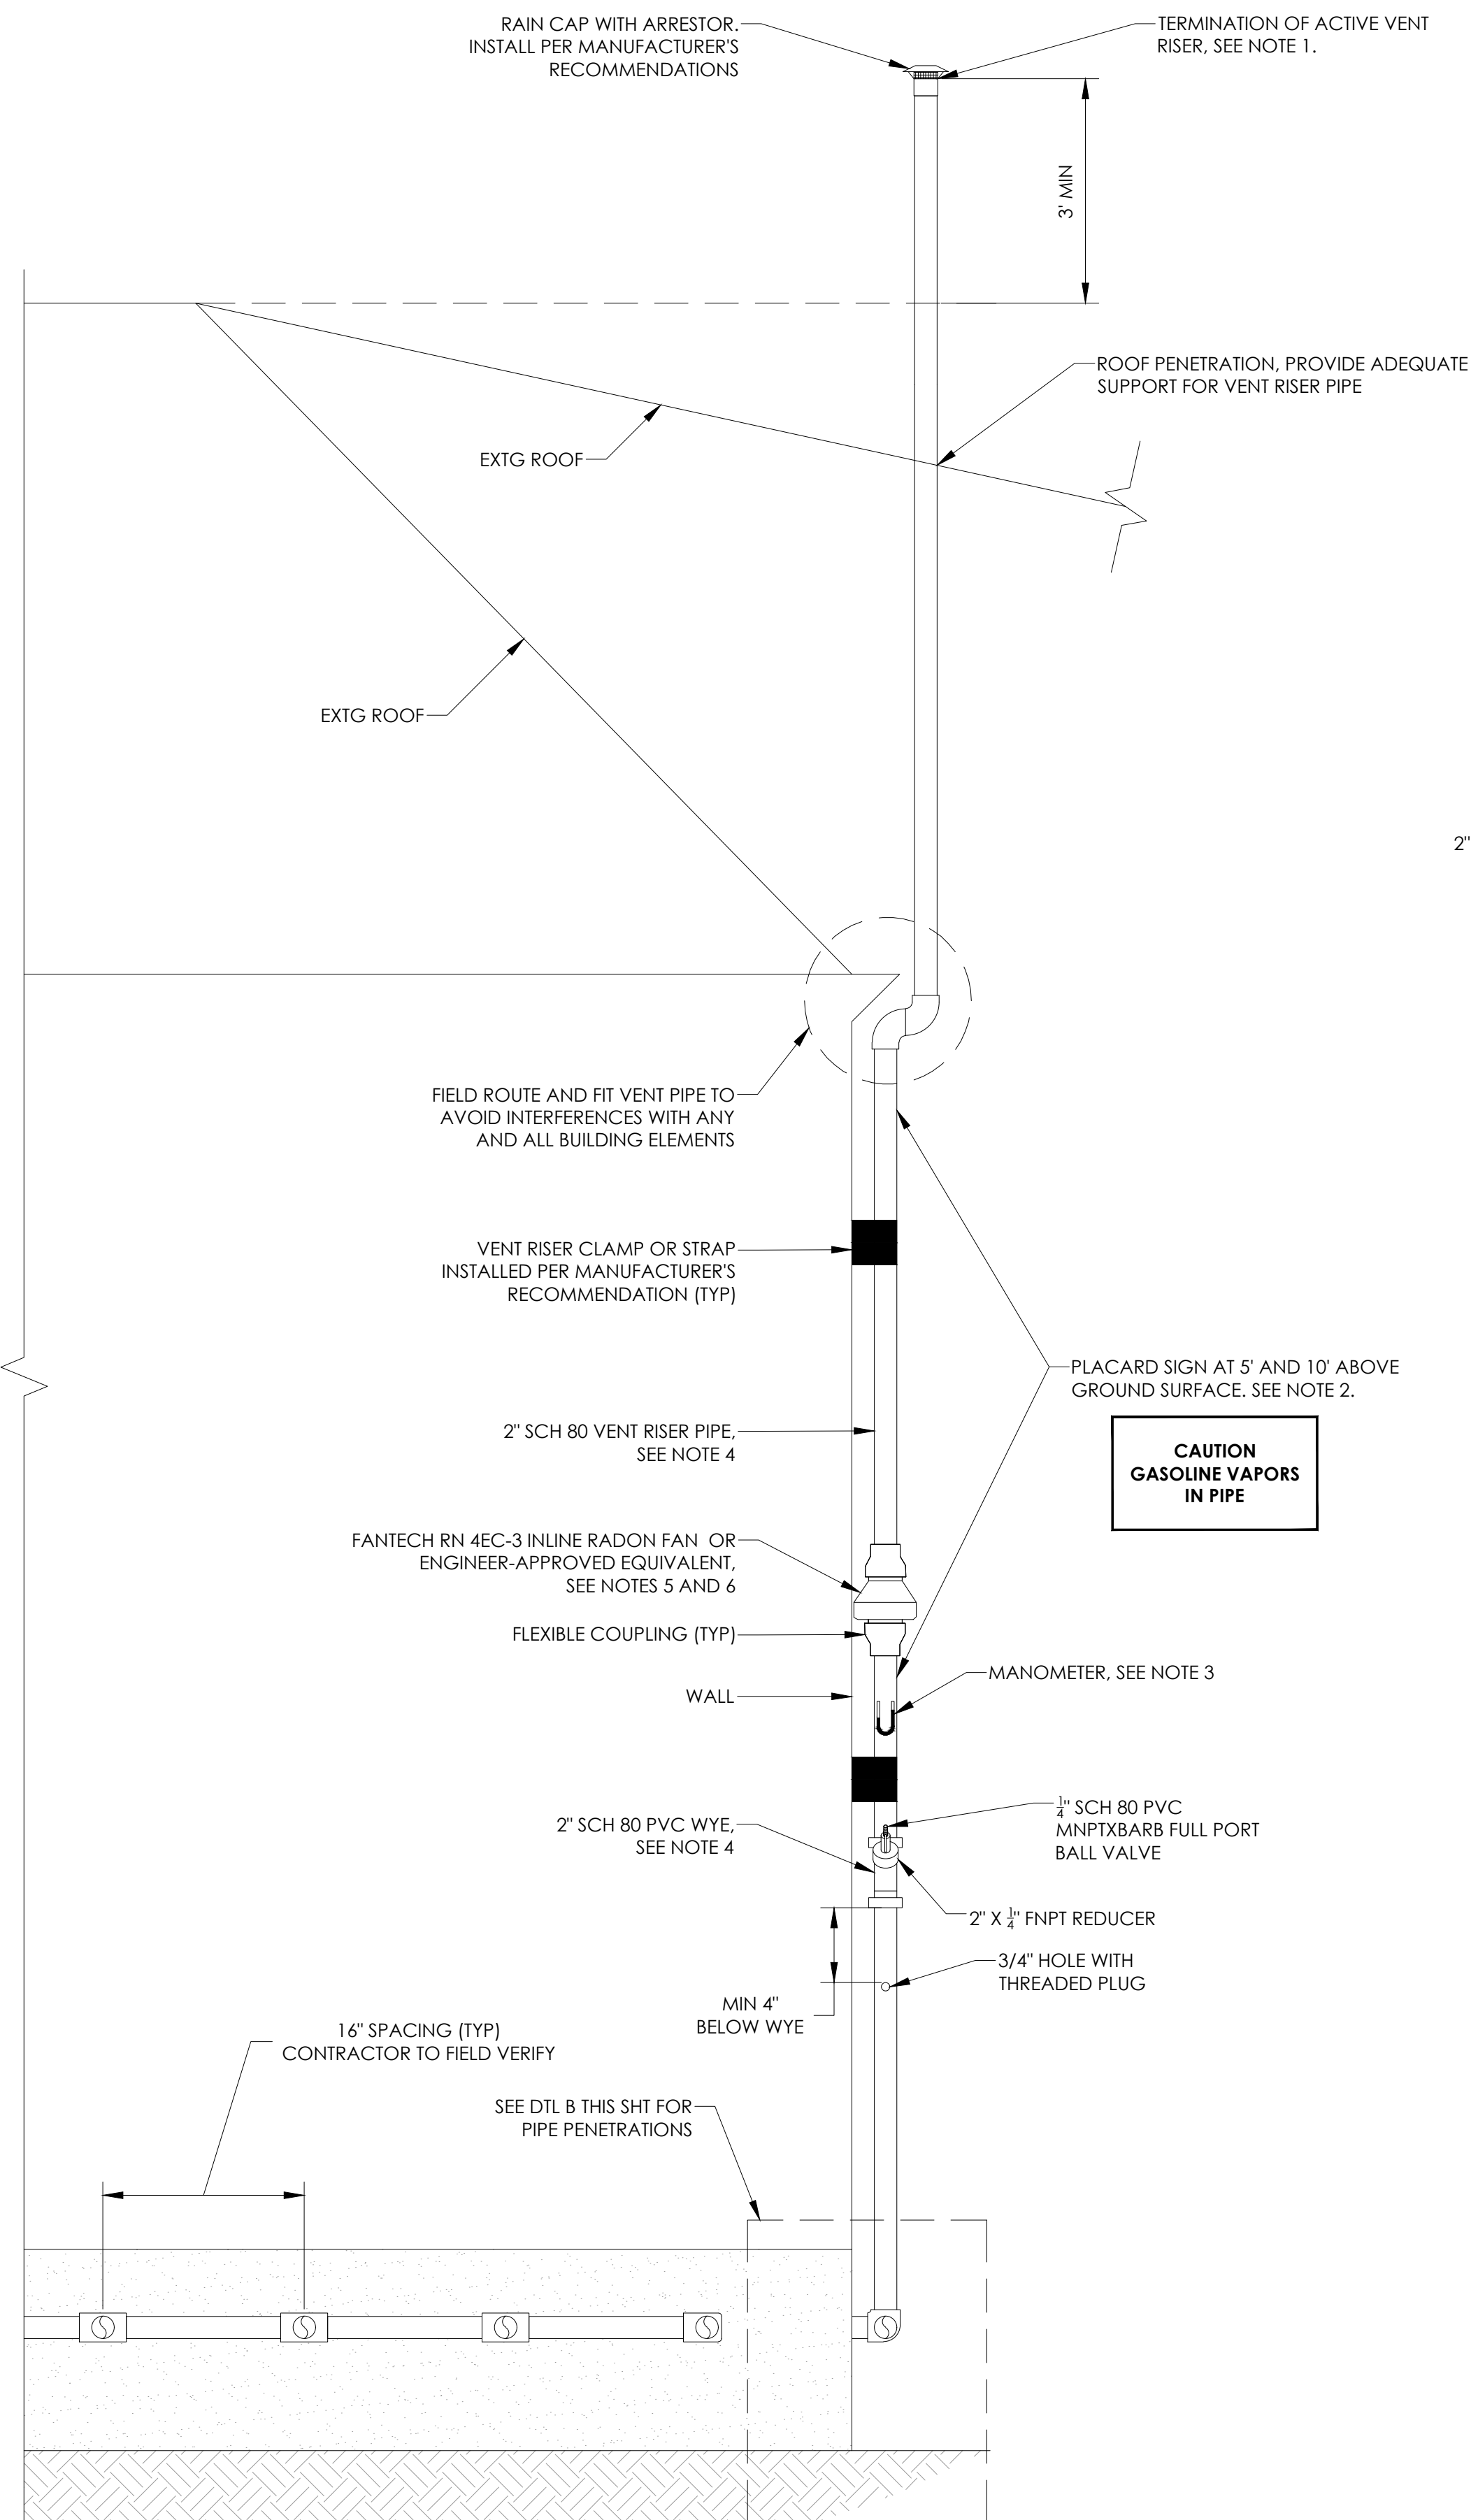 RAIN CAP WITH ARRESTOR.
INSTALL PER MANUFACTURER'S
RECOMMENDATIONS
TERMINATION OF ACTIVE VENT
RISER, SEE NOTE 1.
3' MIN
ROOF PENETRATION, PROVIDE ADEQUATE
SUPPORT FOR VENT RISER PIPE
EXTG ROOF
EXTG ROOF
2"
FIELD ROUTE AND FIT VENT PIPE TO
AVOID INTERFERENCES WITH ANY
AND ALL BUILDING ELEMENTS
VENT RISER CLAMP OR STRAP
INSTALLED PER MANUFACTURER'S
RECOMMENDATION (TYP)
PLACARD SIGN AT 5' AND 10' ABOVE
GROUND SURFACE. SEE NOTE 2.
CAUTION
GASOLINE VAPORS
IN PIPE
2" SCH 80 VENT RISER PIPE,
SEE NOTE 4
FANTECH RN 4EC-3 INLINE RADON FAN OR
ENGINEER-APPROVED EQUIVALENT,
SEE NOTES 5 AND 6
FLEXIBLE COUPLING (TYP)
MANOMETER, SEE NOTE 3
WALL
1/4" SCH 80 PVC
MNPTXBARB FULL PORT
BALL VALVE
2" SCH 80 PVC WYE,
SEE NOTE 4
2" X 1/4" FNPT REDUCER
3/4" HOLE WITH
THREADED PLUG
MIN 4"
BELOW WYE
16" SPACING (TYP)
CONTRACTOR TO FIELD VERIFY
SEE DTL B THIS SHT FOR
PIPE PENETRATIONS